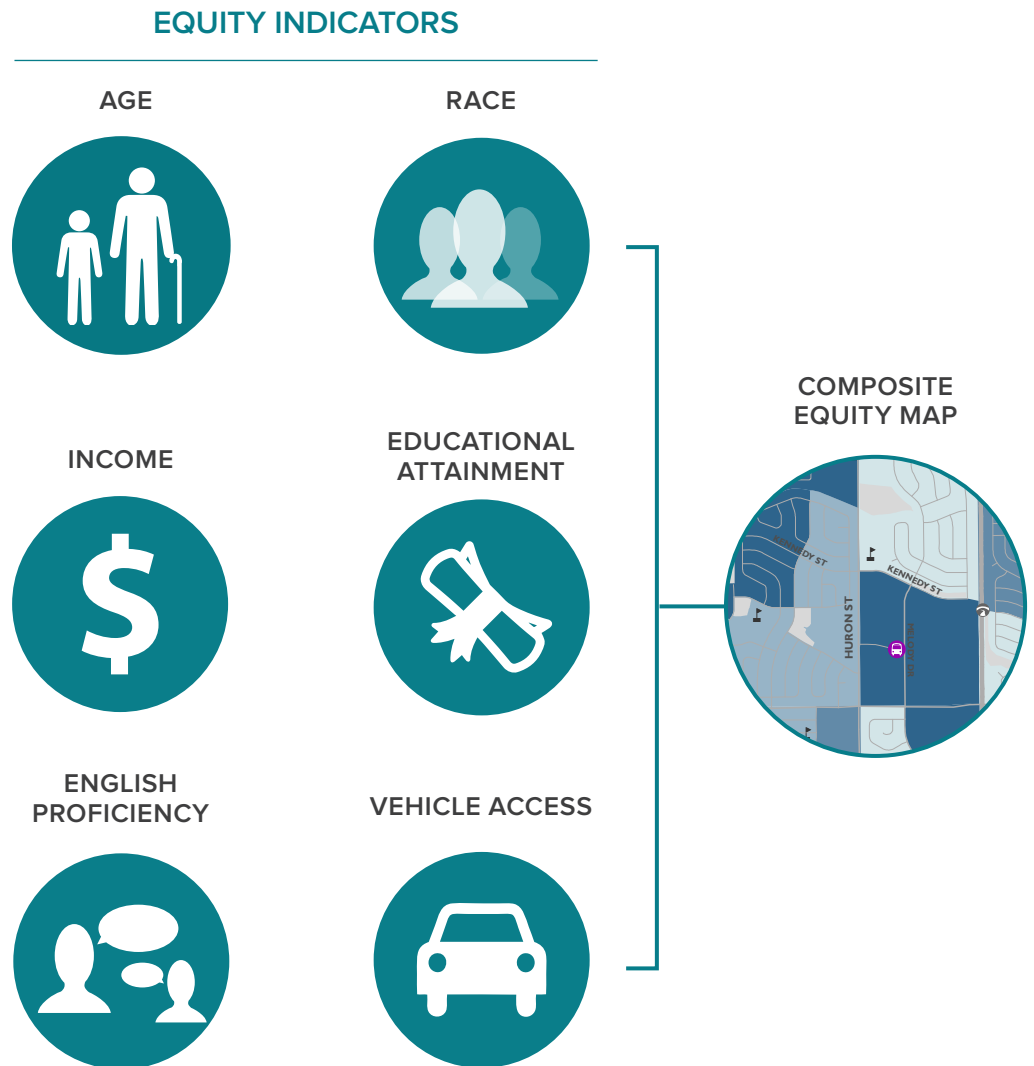 EQUITY INDICATORS
AGE
RACE
INCOME
EDUCATIONAL
ATTAINMENT
ENGLISH
PROFICIENCY
VEHICLE ACCESS
COMPOSITE
EQUITY MAP
KENNEDY ST
KENNEDY ST
HURON ST